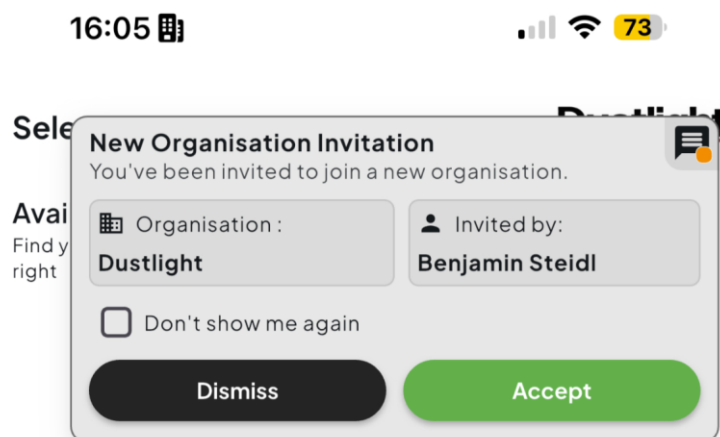 16:05
73
Sele
New Organisation Invitation
You've been invited to join a new organisation.
Avai
Find y
right
Organisation :
Dustlight
Invited by:
Benjamin Steidl
Don't show me again
Dismiss
Accept